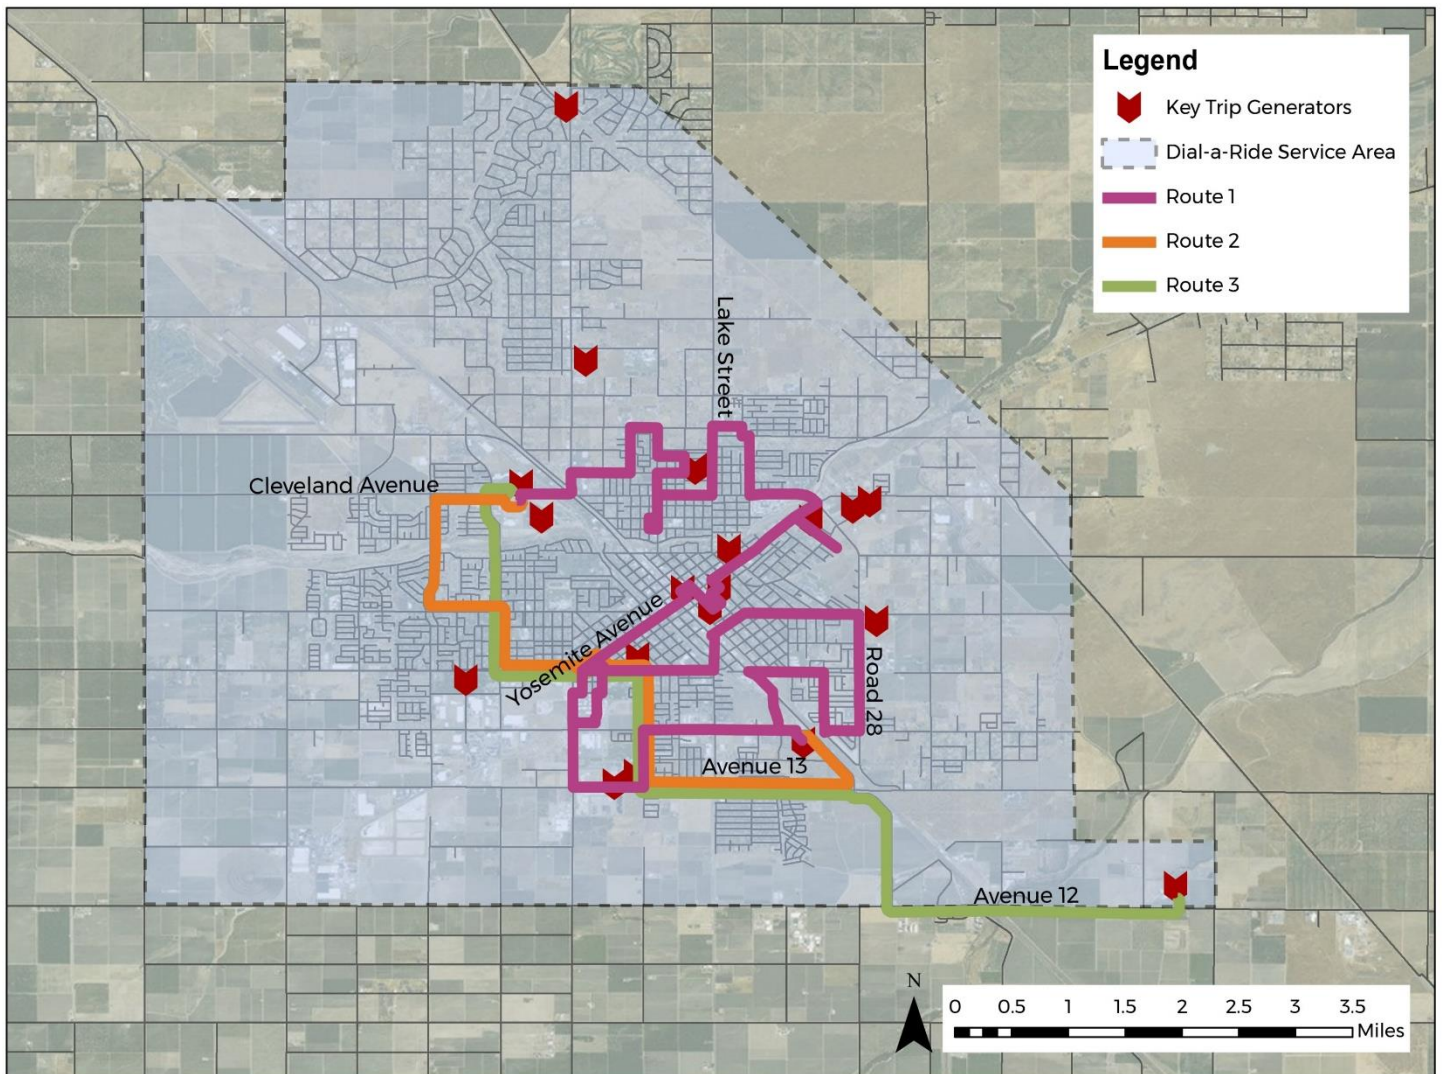 Legend
Key Trip Generators
Dial-a-Ride Service Area
Route 1
Route 2
Route 3
Lake Street
Cleveland Avenue
Yosemite Avenue
Road 28
Avenue 13
Avenue 12
N
0 0.5 1 1.5 2 2.5 3 3.5
Miles